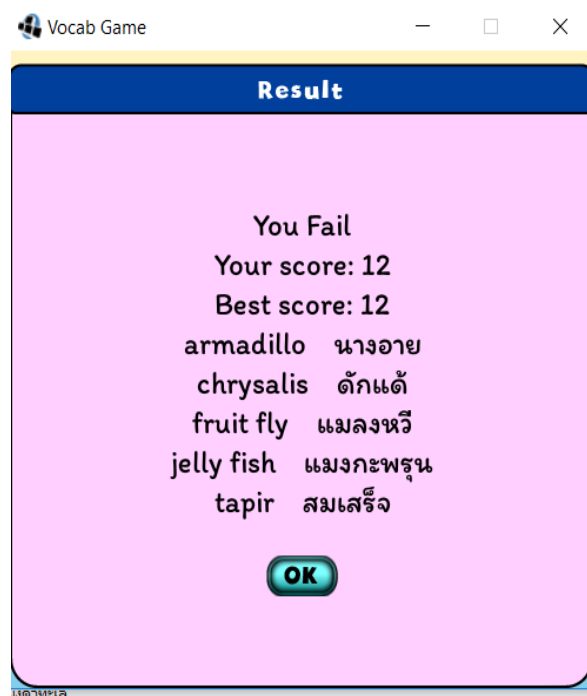 Vocab Game
Result
You Fail
Your score: 12
Best score: 12
armadillo นางอาย
chrysalis ดักแด้
fruit fly แมลงหวี่
jelly fish แมงกะพรุน
tapir สมเสร็จ
OK